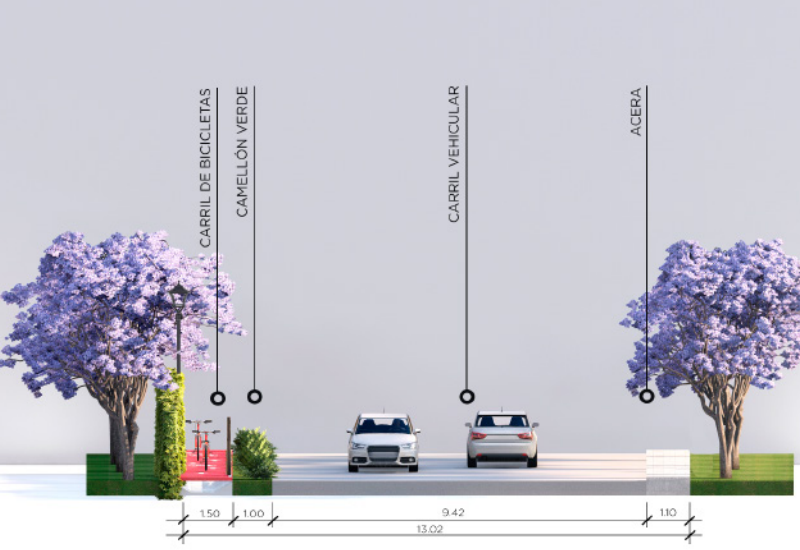 CARRIL DE BICICLETAS
CAMELLÓN VERDE
CARRIL VEHICULAR
ACERA
1.50
1.00
9.42
1.10
13.02